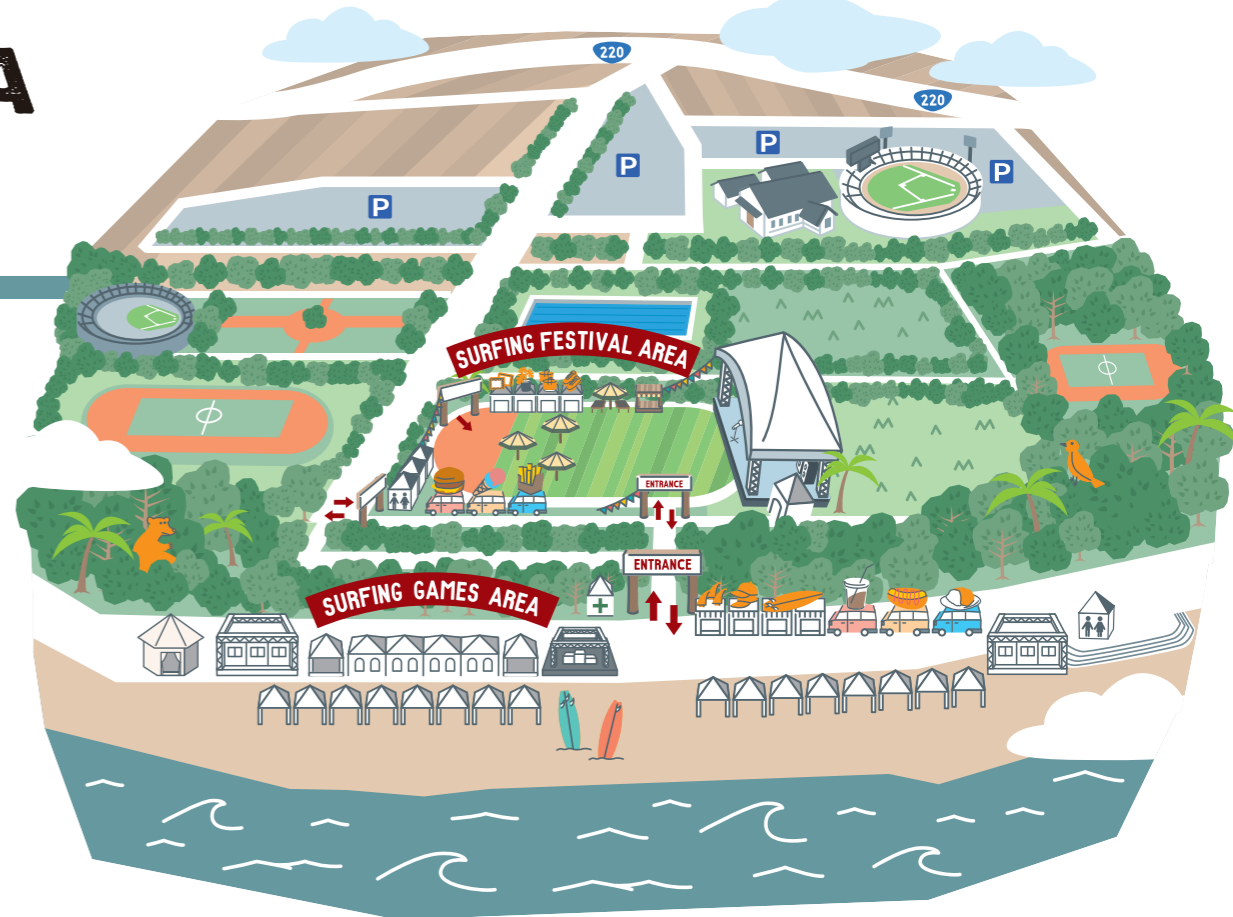 A
220
220
P
P
P
P
SURFING FESTIVAL AREA
ENTRANCE
ENTRANCE
SURFING GAMES AREA